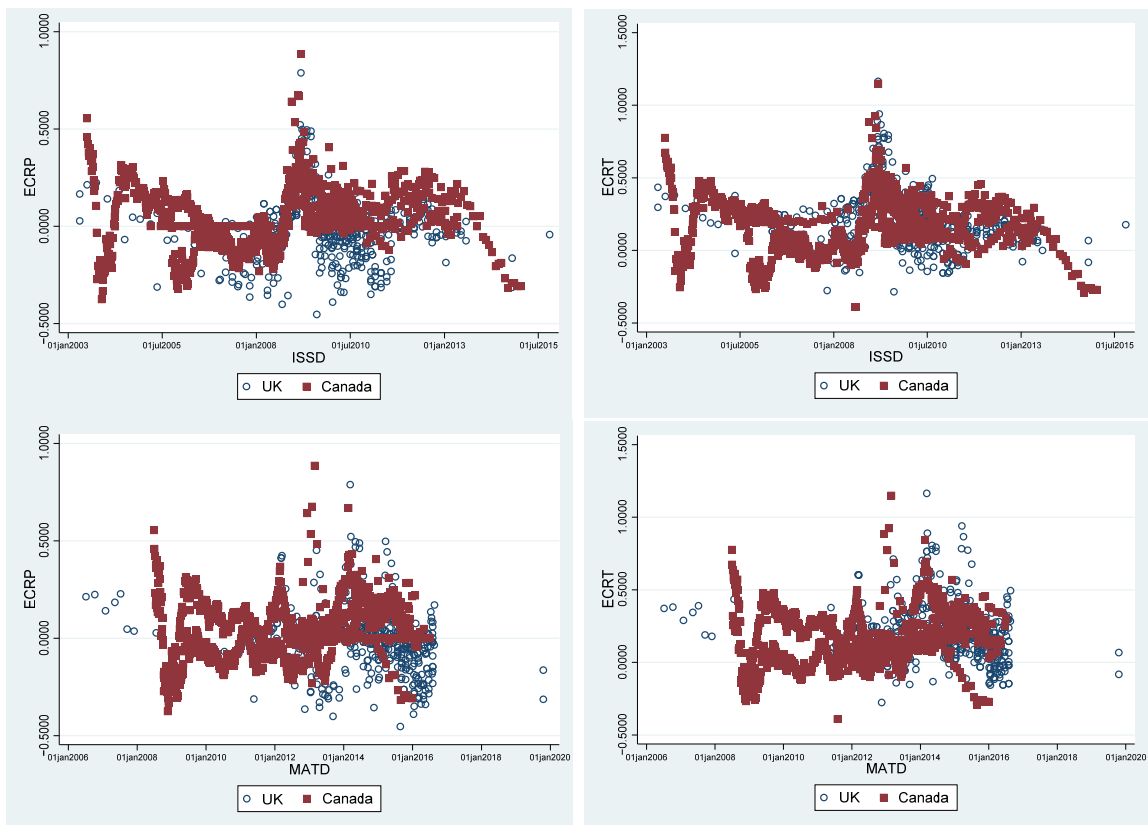 1.0000
0.5000
0.0000
−0.5000
ECRP
01jan2003
01jul2005
01jan2008
01jul2010
01jan2013
01jul2015
ISSD
UK
Canada
1.5000
1.0000
0.5000
0.0000
−0.5000
ECRT
01jan2003
01jul2005
01jan2008
01jul2010
01jan2013
01jul2015
ISSD
UK
Canada
1.0000
0.5000
0.0000
−0.5000
ECRP
01jan2006
01jan2008
01jan2010
01jan2012
01jan2014
01jan2016
01jan2018
01jan2020
MATD
UK
Canada
1.5000
1.0000
0.5000
0.0000
−0.5000
ECRT
01jan2006
01jan2008
01jan2010
01jan2012
01jan2014
01jan2016
01jan2018
01jan2020
MATD
UK
Canada